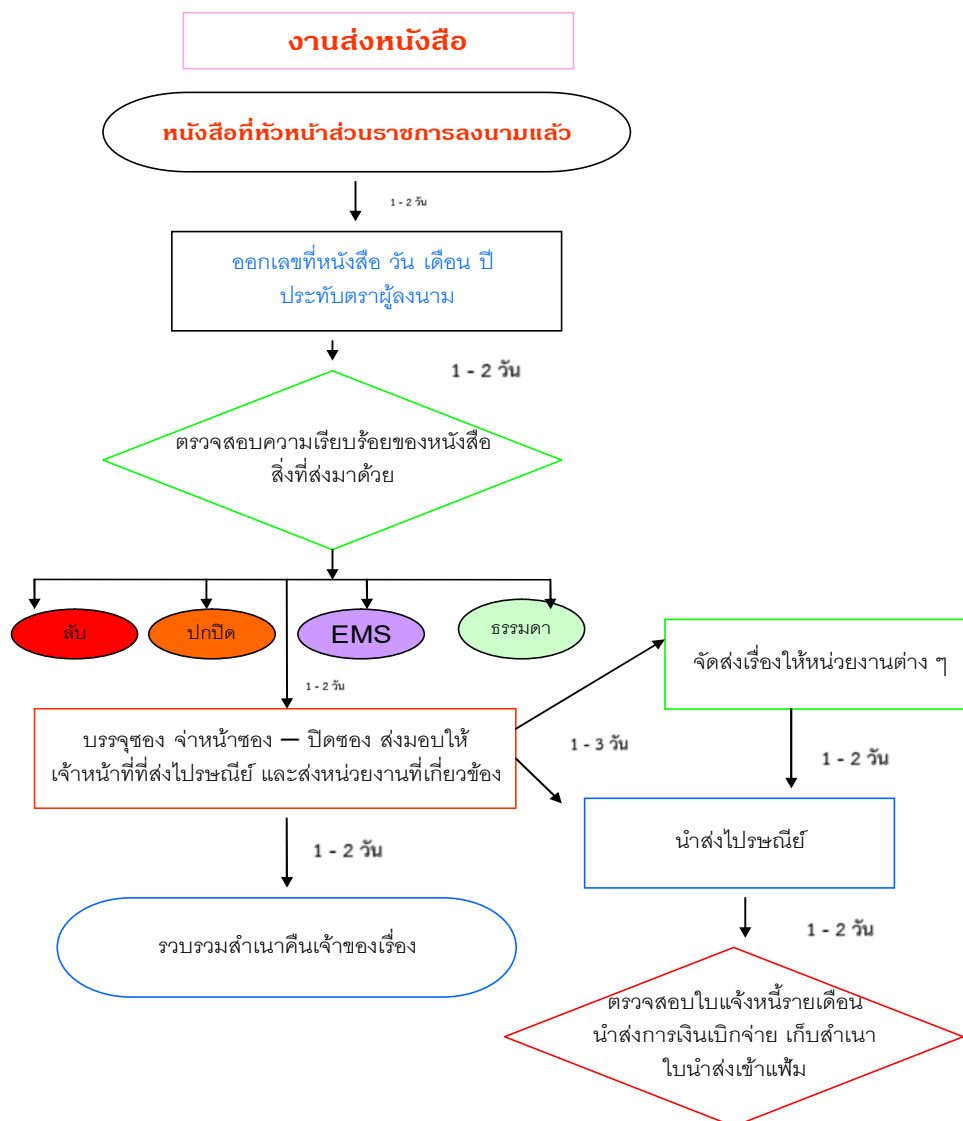 งานส่งหนังสือ
หนังสือที่หัวหน้าส่วนราชการลงนามแล้ว
1 - 2 วัน
ออกเลขที่หนังสือ วัน เดือน ปี
ประทับตราผู้ลงนาม
1 - 2 วัน
ตรวจสอบความเรียบร้อยของหนังสือ
สิ่งที่ส่งมาด้วย
ลับ
ปกปิด
EMS
ธรรมดา
1 - 2 วัน
จัดส่งเรื่องให้หน่วยงานต่าง ๆ
บรรจุซอง จ่าหน้าซอง — ปิดซอง ส่งมอบให้
เจ้าหน้าที่ที่ส่งไปรษณีย์ และส่งหน่วยงานที่เกี่ยวข้อง
1 - 3 วัน
1 - 2 วัน
นำส่งไปรษณีย์
1 - 2 วัน
รวบรวมสำเนาคืนเจ้าของเรื่อง
1 - 2 วัน
ตรวจสอบใบแจ้งหนี้รายเดือน
นำส่งการเงินเบิกจ่าย เก็บสำเนา
ใบนำส่งเข้าแฟ้ม